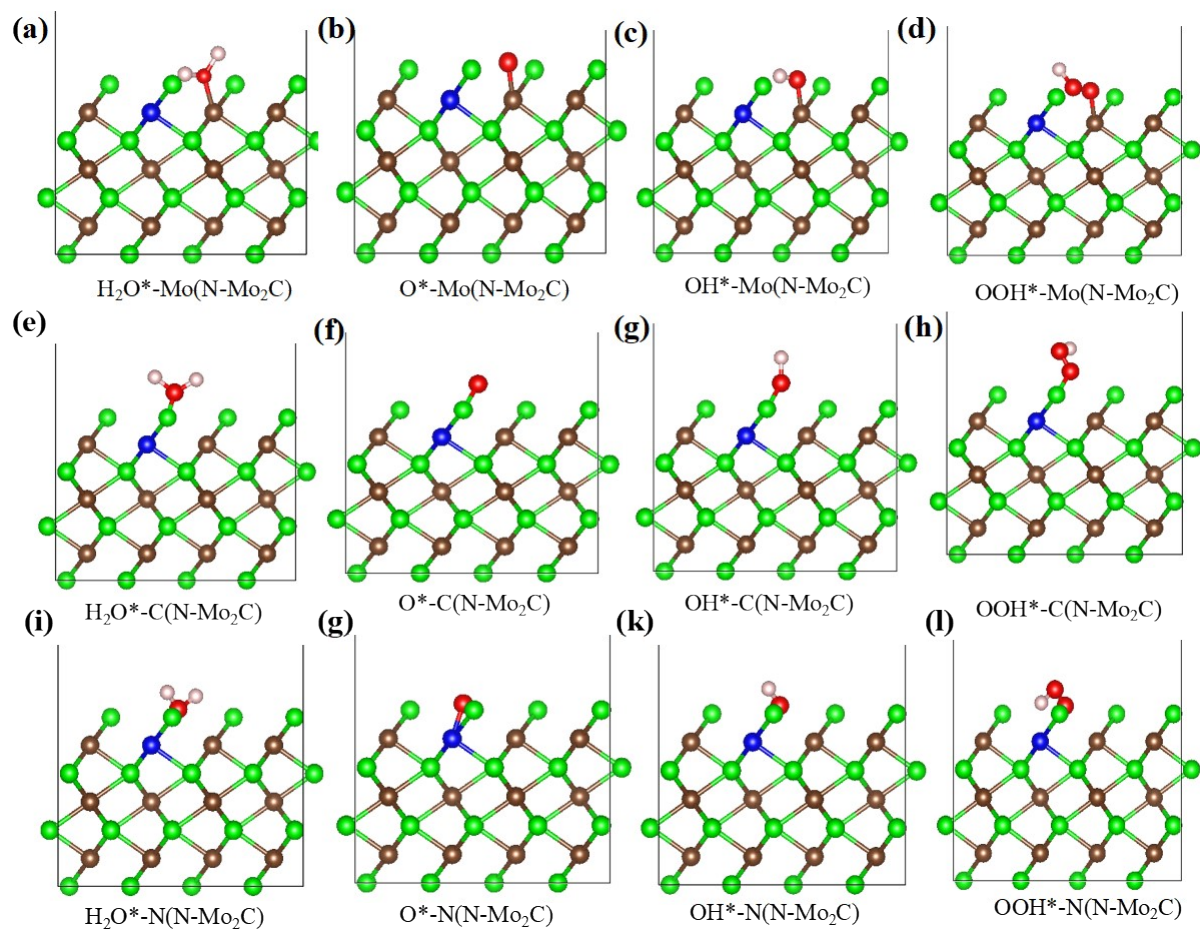 (a)
(b)
(c)
(d)
H₂O*-Mo(N-Mo₂C)
O*-Mo(N-Mo₂C)
OH*-Mo(N-Mo₂C)
OOH*-Mo(N-Mo₂C)
(e)
(f)
(g)
(h)
H₂O*-C(N-Mo₂C)
O*-C(N-Mo₂C)
OH*-C(N-Mo₂C)
OOH*-C(N-Mo₂C)
(i)
(g)
(k)
(l)
H₂O*-N(N-Mo₂C)
O*-N(N-Mo₂C)
OH*-N(N-Mo₂C)
OOH*-N(N-Mo₂C)